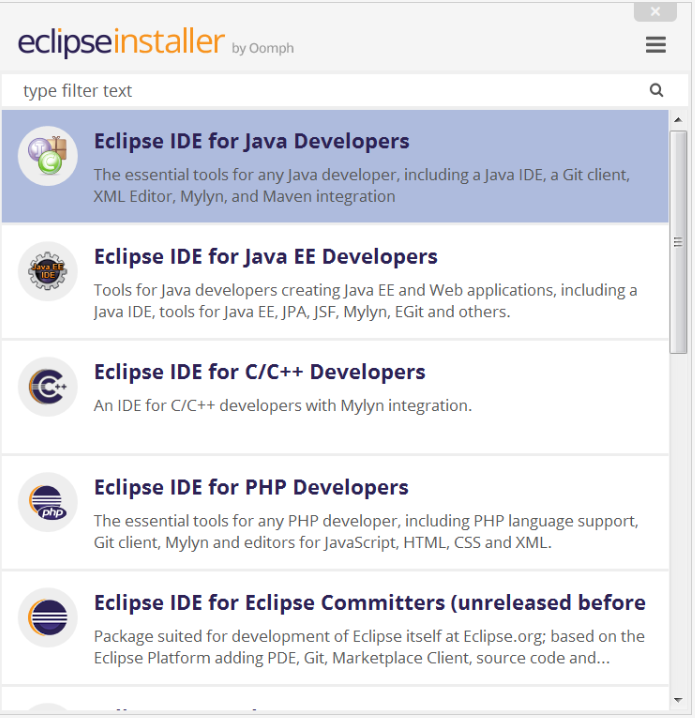 eclipseinstaller by Oomph
type filter text
Eclipse IDE for Java Developers
The essential tools for any Java developer, including a Java IDE, a Git client,
XML Editor, Mylyn, and Maven integration
Java EE
IDE
Eclipse IDE for Java EE Developers
Tools for Java developers creating Java EE and Web applications, including a
Java IDE, tools for Java EE, JPA, JSF, Mylyn, EGit and others.
C++
Eclipse IDE for C/C++ Developers
An IDE for C/C++ developers with Mylyn integration.
php
Eclipse IDE for PHP Developers
The essential tools for any PHP developer, including PHP language support,
Git client, Mylyn and editors for JavaScript, HTML, CSS and XML.
Eclipse IDE for Eclipse Committers (unreleased before
Package suited for development of Eclipse itself at Eclipse.org; based on the
Eclipse Platform adding PDE, Git, Marketplace Client, source code and...